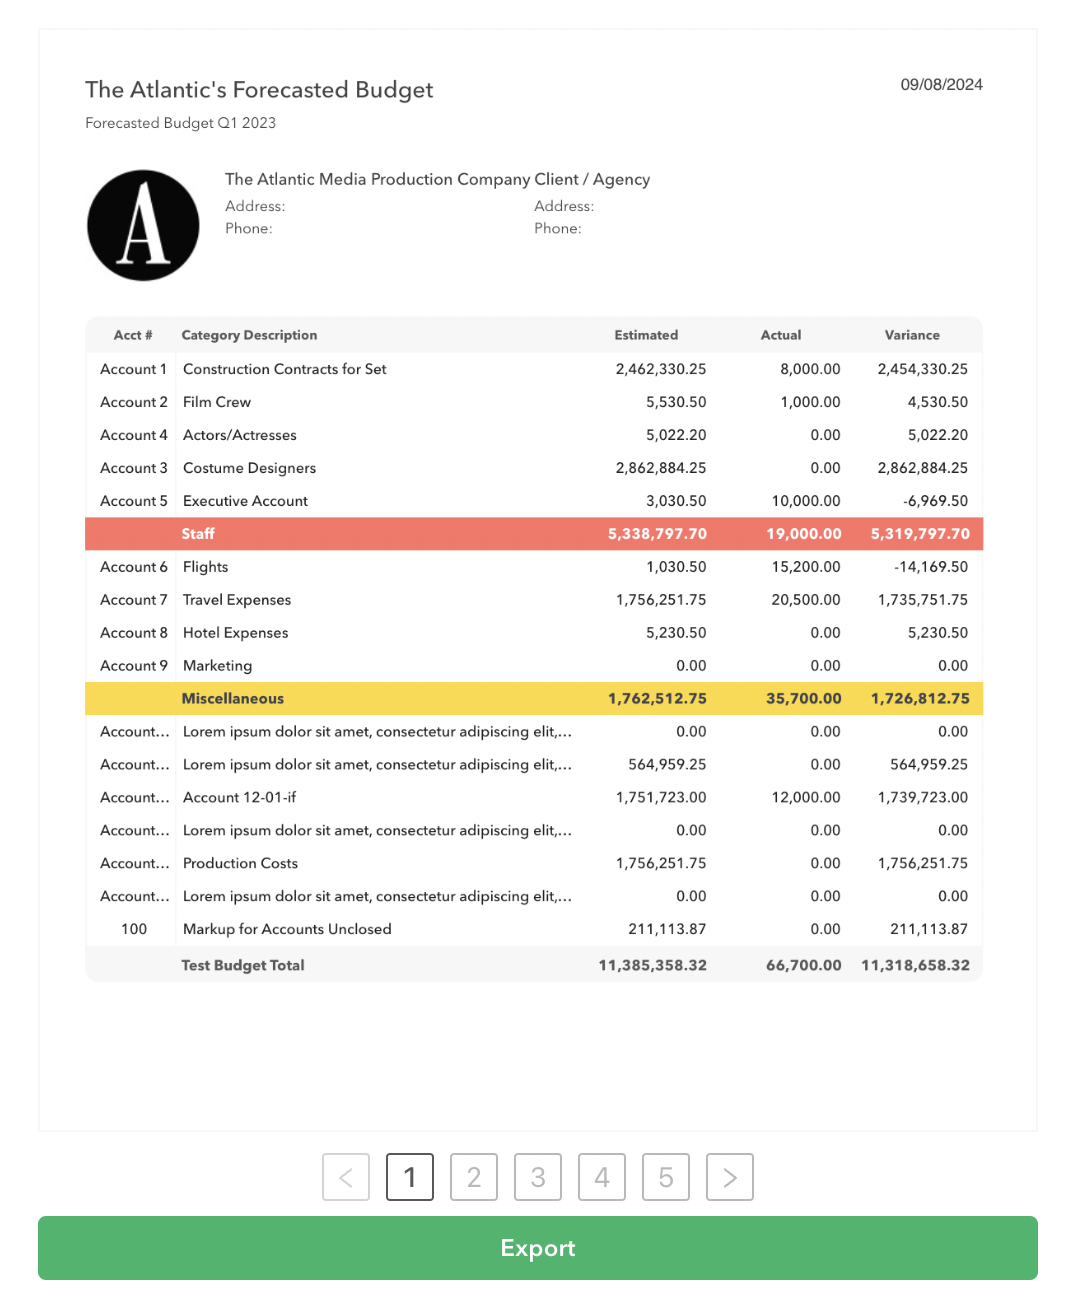 The Atlantic's Forecasted Budget 09/08/2024
Forecasted Budget Q1 2023
A
The Atlantic Media Production Company Client / Agency
Address: Address:
Phone: Phone:
Acct # Category Description Estimated Actual Variance
Account 1 Construction Contracts for Set 2,462,330.25 8,000.00 2,454,330.25
Account 2 Film Crew 5,530.50 1,000.00 4,530.50
Account 4 Actors/Actresses 5,022.20 0.00 5,022.20
Account 3 Costume Designers 2,862,884.25 0.00 2,862,884.25
Account 5 Executive Account 3,030.50 10,000.00 -6,969.50
Staff 5,338,797.70 19,000.00 5,319,797.70
Account 6 Flights 1,030.50 15,200.00 -14,169.50
Account 7 Travel Expenses 1,756,251.75 20,500.00 1,735,751.75
Account 8 Hotel Expenses 5,230.50 0.00 5,230.50
Account 9 Marketing 0.00 0.00 0.00
Miscellaneous 1,762,512.75 35,700.00 1,726,812.75
Account... Lorem ipsum dolor sit amet, consectetur adipiscing elit,... 0.00 0.00 0.00
Account... Lorem ipsum dolor sit amet, consectetur adipiscing elit,... 564,959.25 0.00 564,959.25
Account... Account 12-01-if 1,751,723.00 12,000.00 1,739,723.00
Account... Lorem ipsum dolor sit amet, consectetur adipiscing elit,... 0.00 0.00 0.00
Account... Production Costs 1,756,251.75 0.00 1,756,251.75
Account... Lorem ipsum dolor sit amet, consectetur adipiscing elit,... 0.00 0.00 0.00
100 Markup for Accounts Unclosed 211,113.87 0.00 211,113.87
Test Budget Total 11,385,358.32 66,700.00 11,318,658.32
< 1 2 3 4 5 >
Export